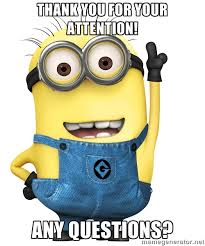 THANK YOU FOR YOUR
ATTENTION!
ANY QUESTIONS?
memegenerator.net